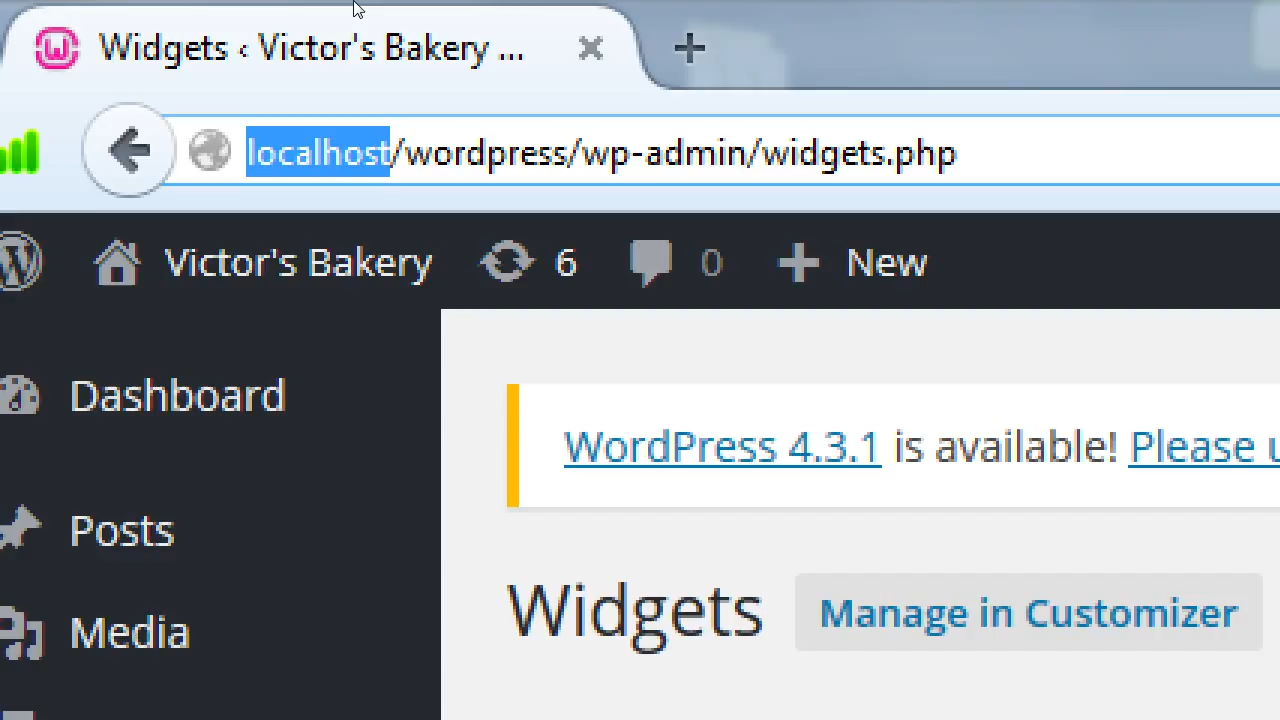 Widgets ‹ Victor's Bakery ...
localhost/wordpress/wp-admin/widgets.php
Victor's Bakery 6 0 New
Dashboard
WordPress 4.3.1 is available! Please u
Posts
Widgets Manage in Customizer
Media